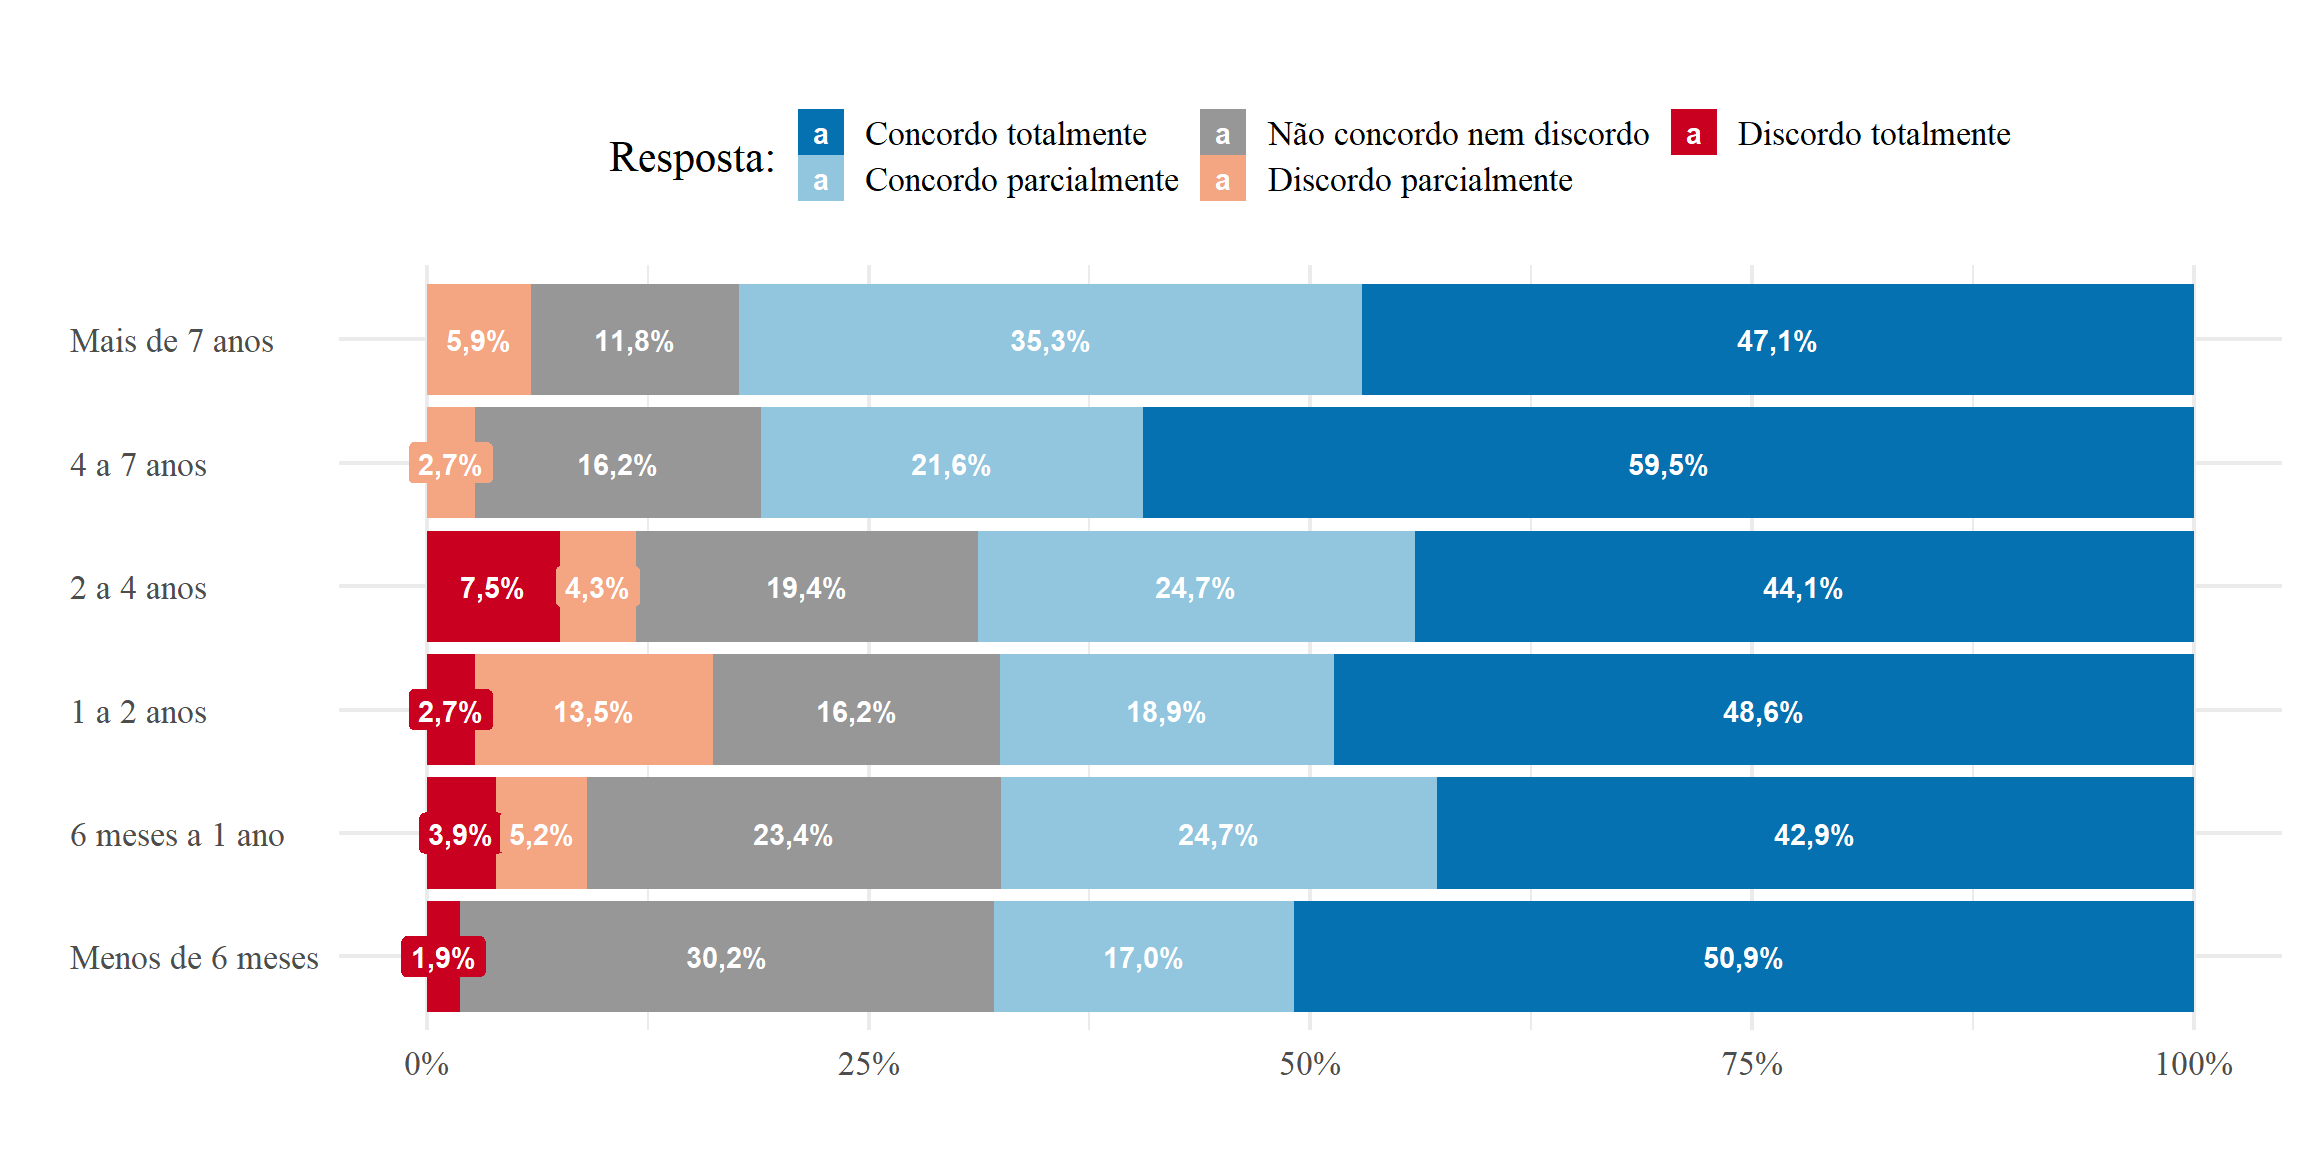 Resposta:
a Concordo totalmente a Não concordo nem discordo a Discordo totalmente
a Concordo parcialmente a Discordo parcialmente
Mais de 7 anos 5,9% 11,8% 35,3% 47,1%
4 a 7 anos 2,7% 16,2% 21,6% 59,5%
2 a 4 anos 7,5% 4,3% 19,4% 24,7% 44,1%
1 a 2 anos 2,7% 13,5% 16,2% 18,9% 48,6%
6 meses a 1 ano 3,9% 5,2% 23,4% 24,7% 42,9%
Menos de 6 meses 1,9% 30,2% 17,0% 50,9%
0% 25% 50% 75% 100%